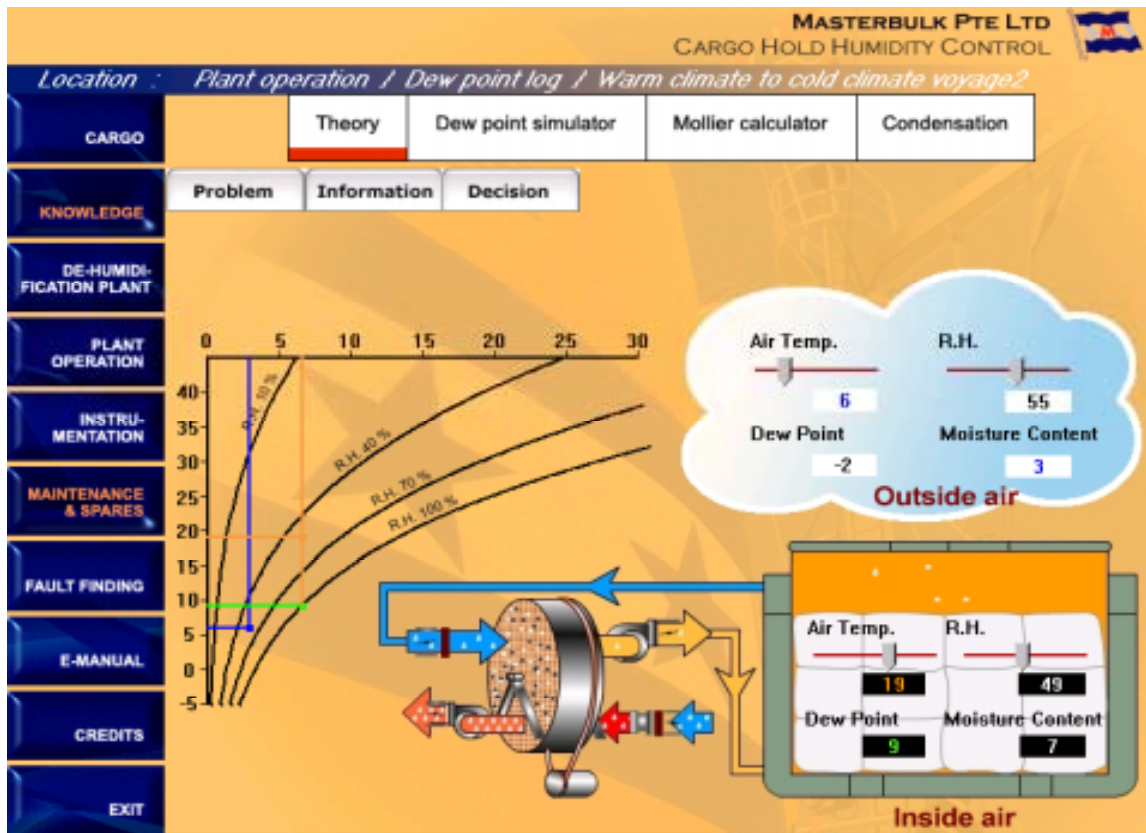 MASTERBULK PTE LTD
CARGO HOLD HUMIDITY CONTROL
M
Location : Plant operation / Dew point log / Warm climate to cold climate voyage2
CARGO
KNOWLEDGE
DE-HUMIDI-
FICATION PLANT
PLANT
OPERATION
INSTRU-
MENTATION
MAINTENANCE
& SPARES
FAULT FINDING
E-MANUAL
CREDITS
EXIT
Theory Dew point simulator Mollier calculator Condensation
Problem Information Decision
0 5 10 15 20 25 30
40
35
30
25
20
15
10
5
0
-5
R.H. 10 %
R.H. 40 %
R.H. 70 %
R.H. 100 %
Air Temp. R.H.
6 55
Dew Point Moisture Content
-2 3
Outside air
Air Temp. R.H.
19 49
Dew Point Moisture Content
9 7
Inside air